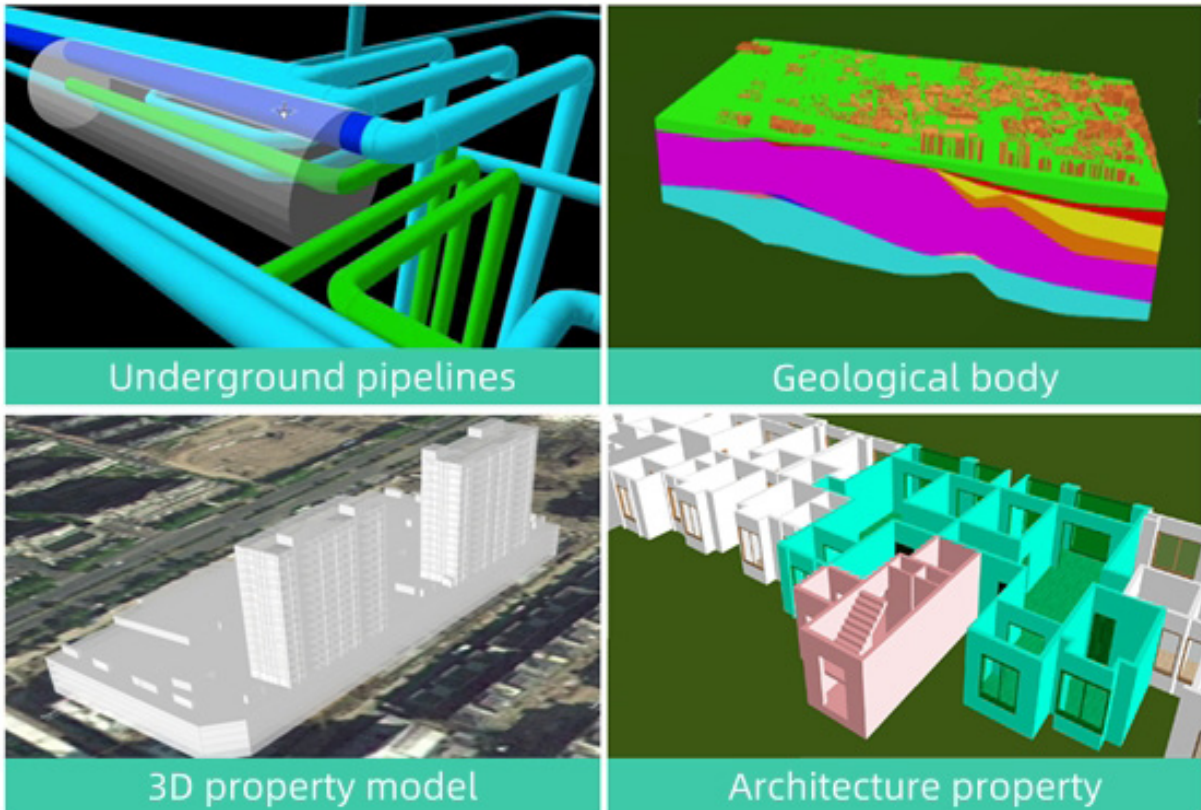 Underground pipelines
Geological body
3D property model
Architecture property